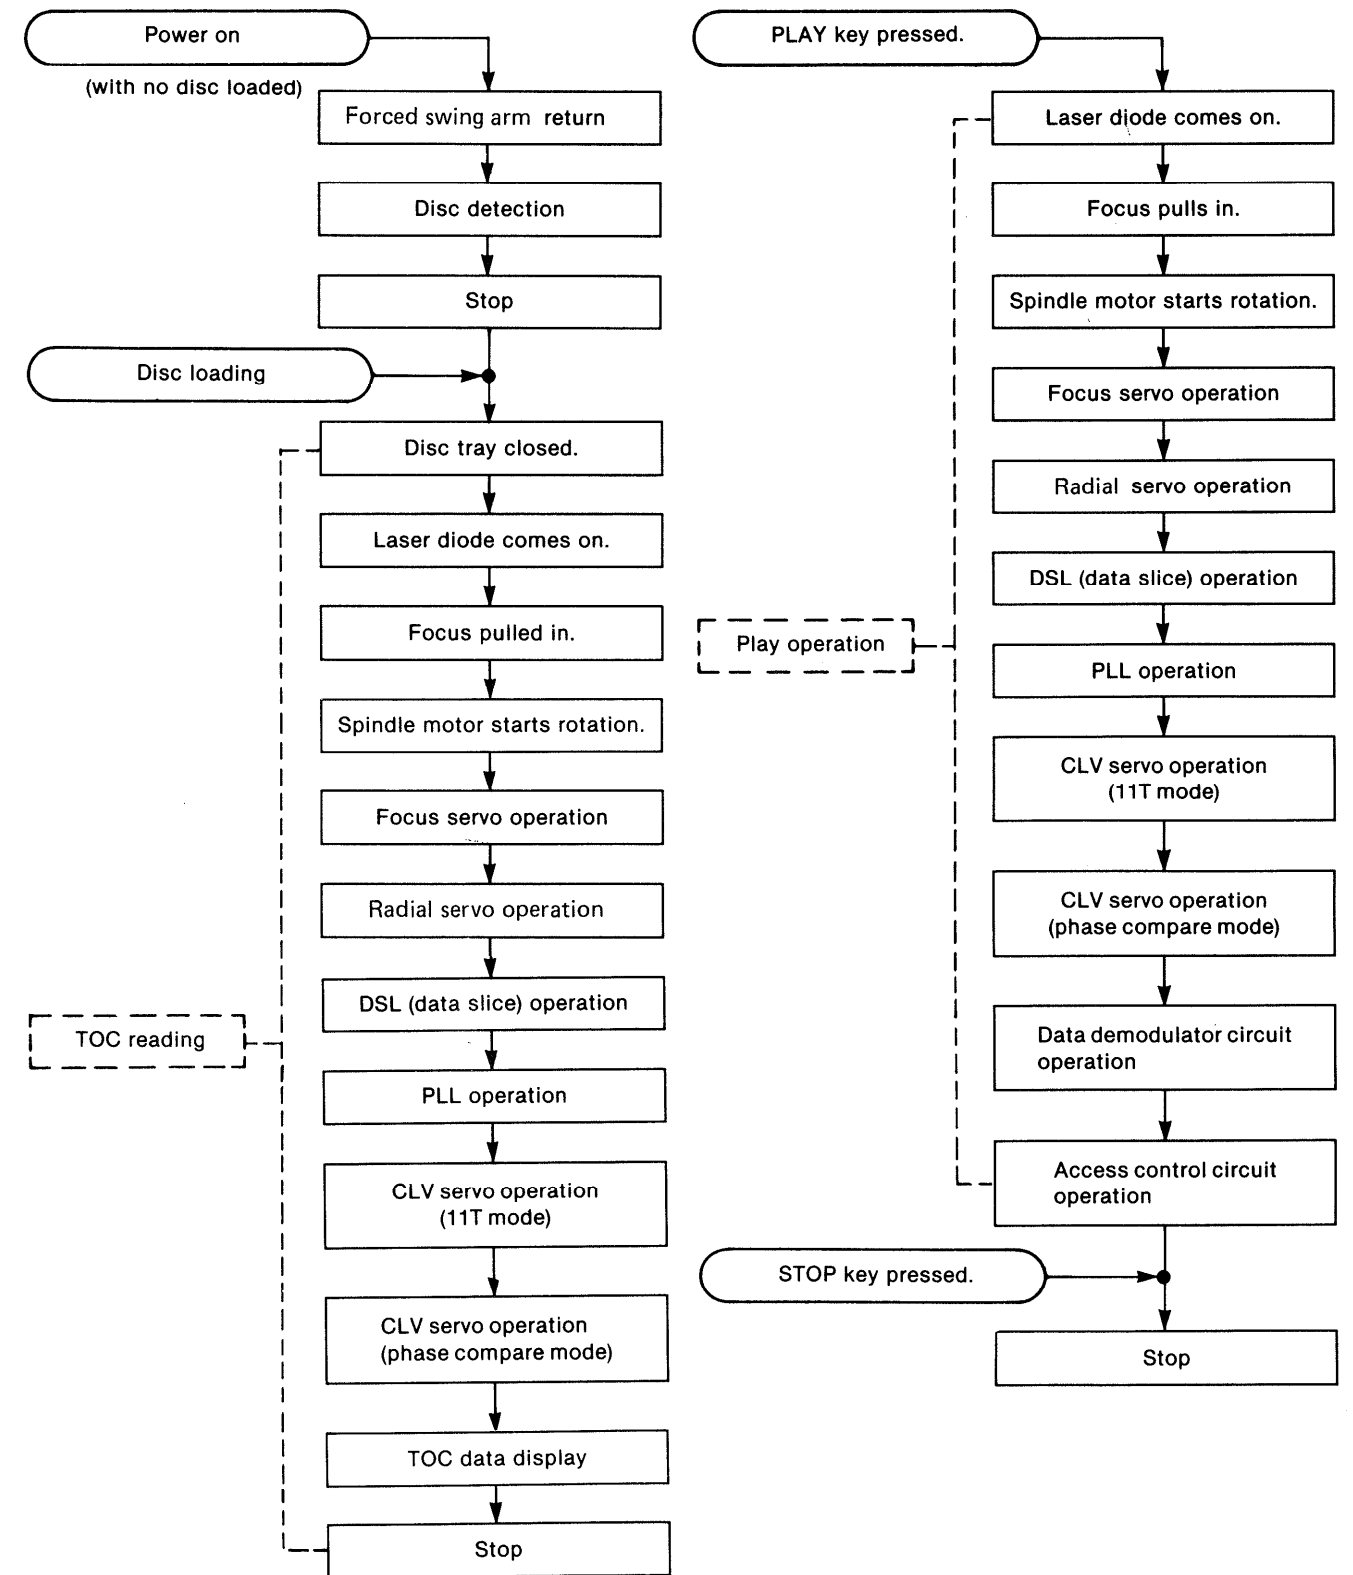 Power on
(with no disc loaded)
Forced swing arm return
Disc detection
Stop
Disc loading
Disc tray closed.
Laser diode comes on.
Focus pulled in.
Spindle motor starts rotation.
Focus servo operation
Radial servo operation
DSL (data slice) operation
TOC reading
PLL operation
CLV servo operation
(11T mode)
CLV servo operation
(phase compare mode)
TOC data display
Stop
PLAY key pressed.
Laser diode comes on.
Focus pulls in.
Spindle motor starts rotation.
Focus servo operation
Radial servo operation
DSL (data slice) operation
Play operation
PLL operation
CLV servo operation
(11T mode)
CLV servo operation
(phase compare mode)
Data demodulator circuit
operation
Access control circuit
operation
STOP key pressed.
Stop